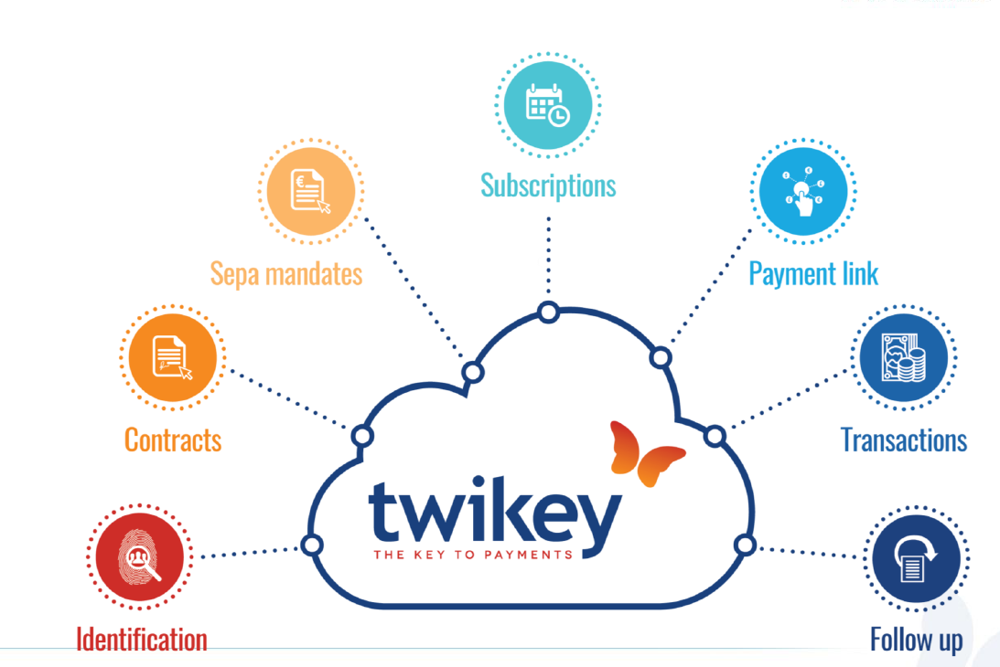 Subscriptions
Sepa mandates
Payment link
Contracts
Transactions
twikey
THE KEY TO PAYMENTS
Identification
Follow up